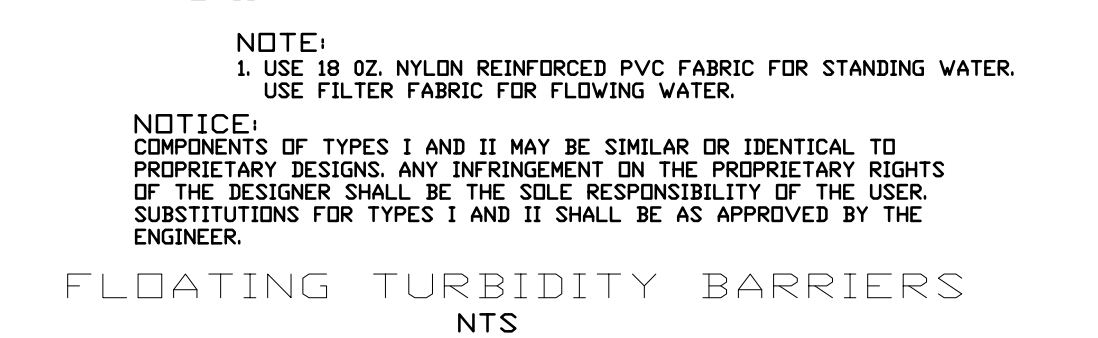 NOTE:
1. USE 18 OZ. NYLON REINFORCED PVC FABRIC FOR STANDING WATER.
USE FILTER FABRIC FOR FLOWING WATER.
NOTICE:
COMPONENTS OF TYPES I AND II MAY BE SIMILAR OR IDENTICAL TO
PROPRIETARY DESIGNS. ANY INFRINGEMENT ON THE PROPRIETARY RIGHTS
OF THE DESIGNER SHALL BE THE SOLE RESPONSIBILITY OF THE USER.
SUBSTITUTIONS FOR TYPES I AND II SHALL BE AS APPROVED BY THE
ENGINEER.
FLOATING TURBIDITY BARRIERS
NTS